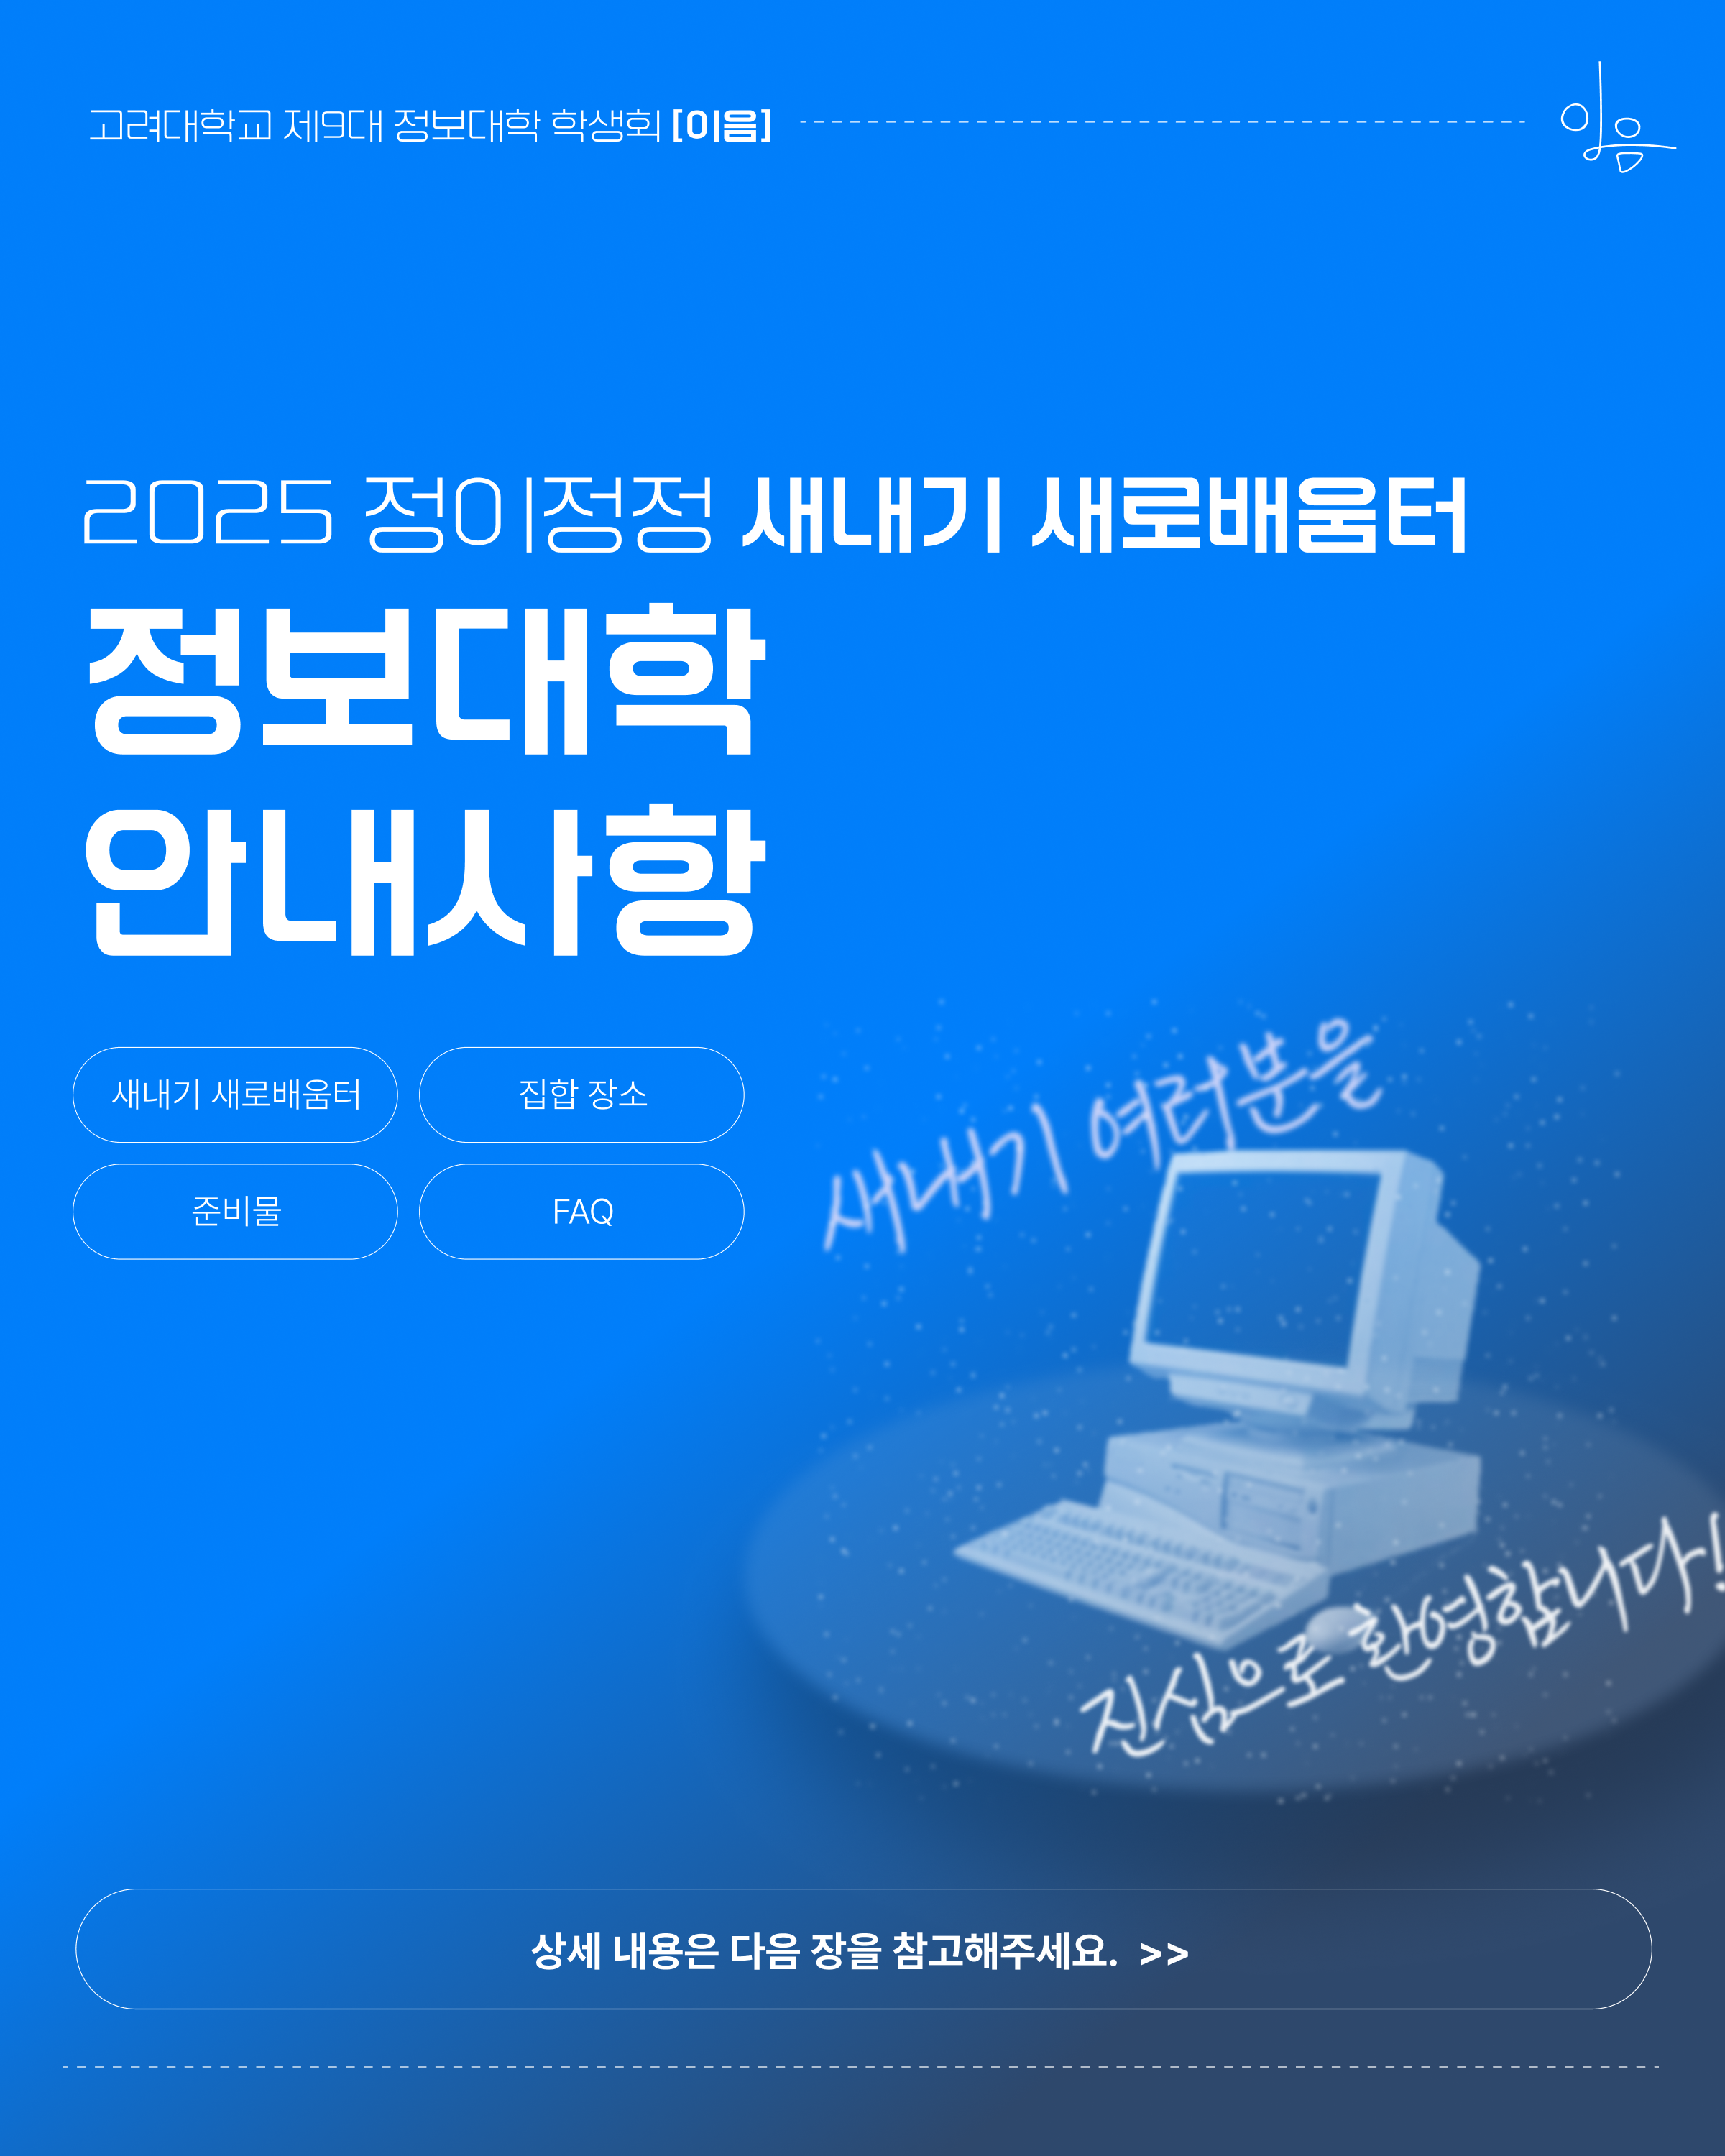 고려대학교 제9대 정보대학 학생회 [이음]
이음
2025 정이정정 새내기 새로배움터
정보대학
안내사항
새내기 새로배움터
집합 장소
준비물
FAQ
새내기 여러분을
진심으로 환영합니다!
상세 내용은 다음 장을 참고해주세요. >>